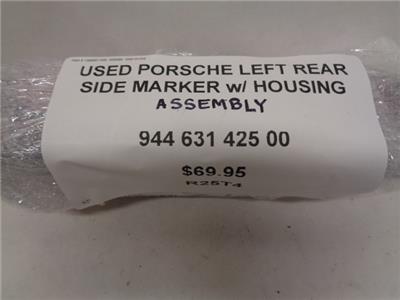 USED PORSCHE LEFT REAR
SIDE MARKER w/ HOUSING
ASSEMBLY
944 631 425 00
$69.95
R25T4